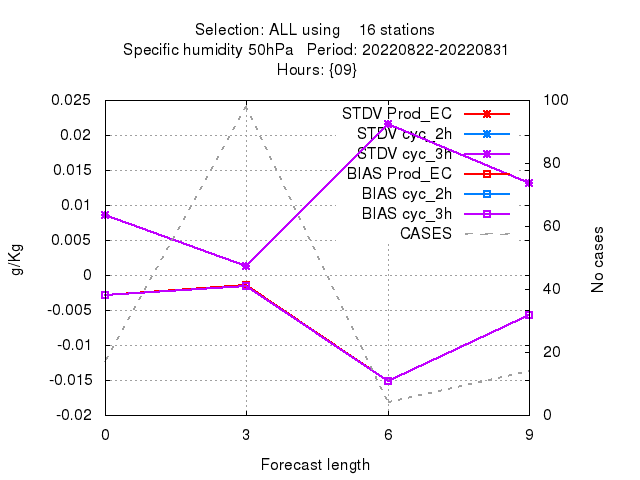 Selection: ALL using    16 stations
Specific humidity 50hPa   Period: 20220822-20220831
Hours: {09}
0.025
0.02
0.015
0.01
0.005
0
-0.005
-0.01
-0.015
-0.02
g/Kg
STDV Prod_EC
STDV cyc_2h
STDV cyc_3h
BIAS Prod_EC
BIAS cyc_2h
BIAS cyc_3h
CASES
100
80
60
40
20
0
No cases
0 3 6 9
Forecast length